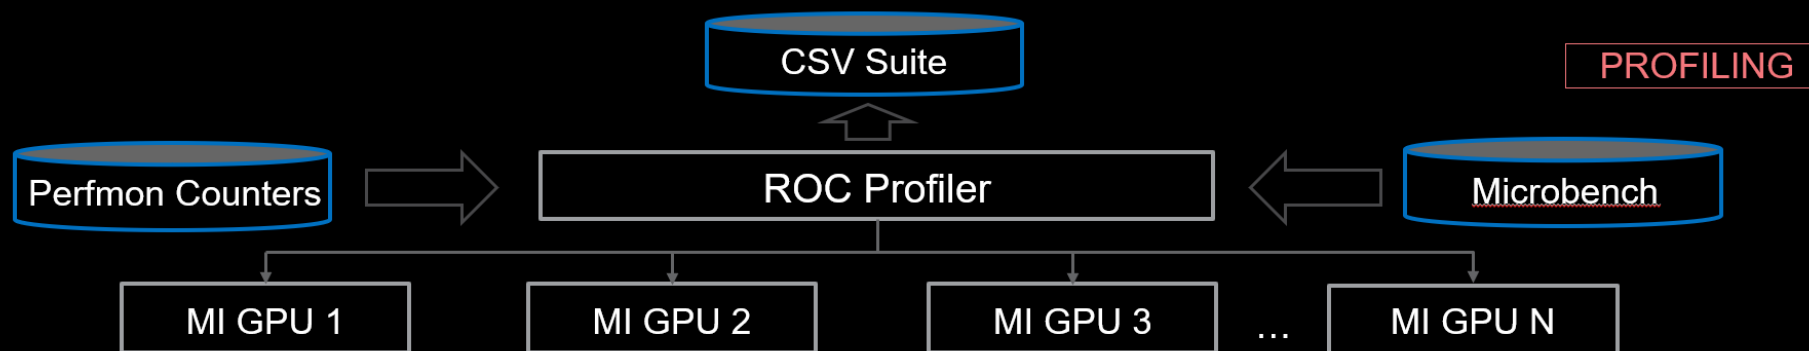 CSV Suite
PROFILING
Perfmon Counters
ROC Profiler
Microbench
MI GPU 1
MI GPU 2
MI GPU 3
...
MI GPU N